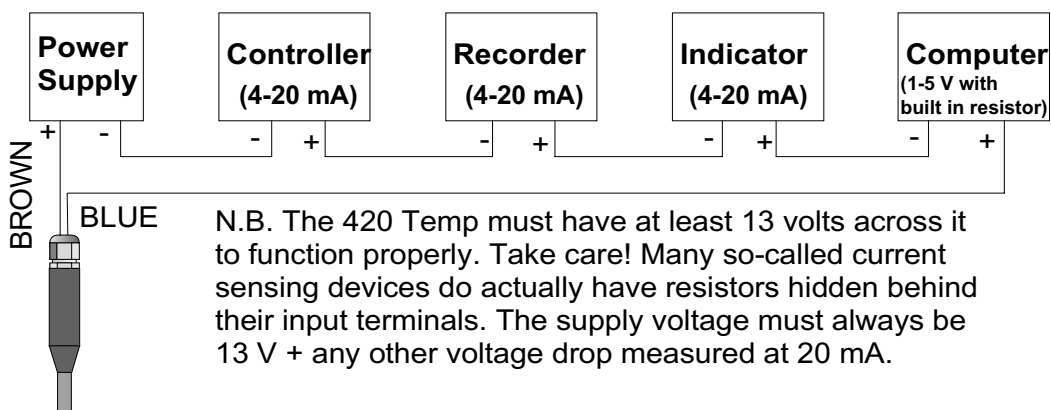 Power
Supply
Controller
(4-20 mA)
Recorder
(4-20 mA)
Indicator
(4-20 mA)
Computer
(1-5 V with
built in resistor)
+ - - + - + - + - +
BROWN
BLUE
N.B. The 420 Temp must have at least 13 volts across it
to function properly. Take care! Many so-called current
sensing devices do actually have resistors hidden behind
their input terminals. The supply voltage must always be
13 V + any other voltage drop measured at 20 mA.